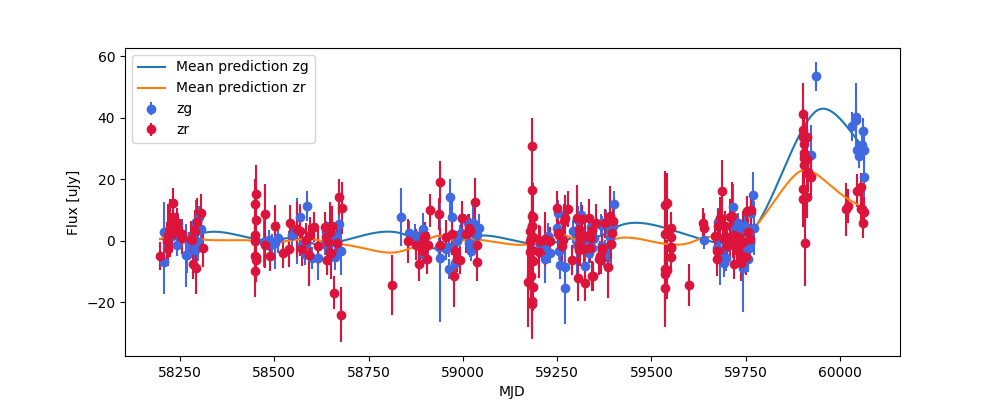 60
40
20
0
−20
Flux [uJy]
Mean prediction zg
Mean prediction zr
zg
zr
58250 58500 58750 59000 59250 59500 59750 60000
MJD